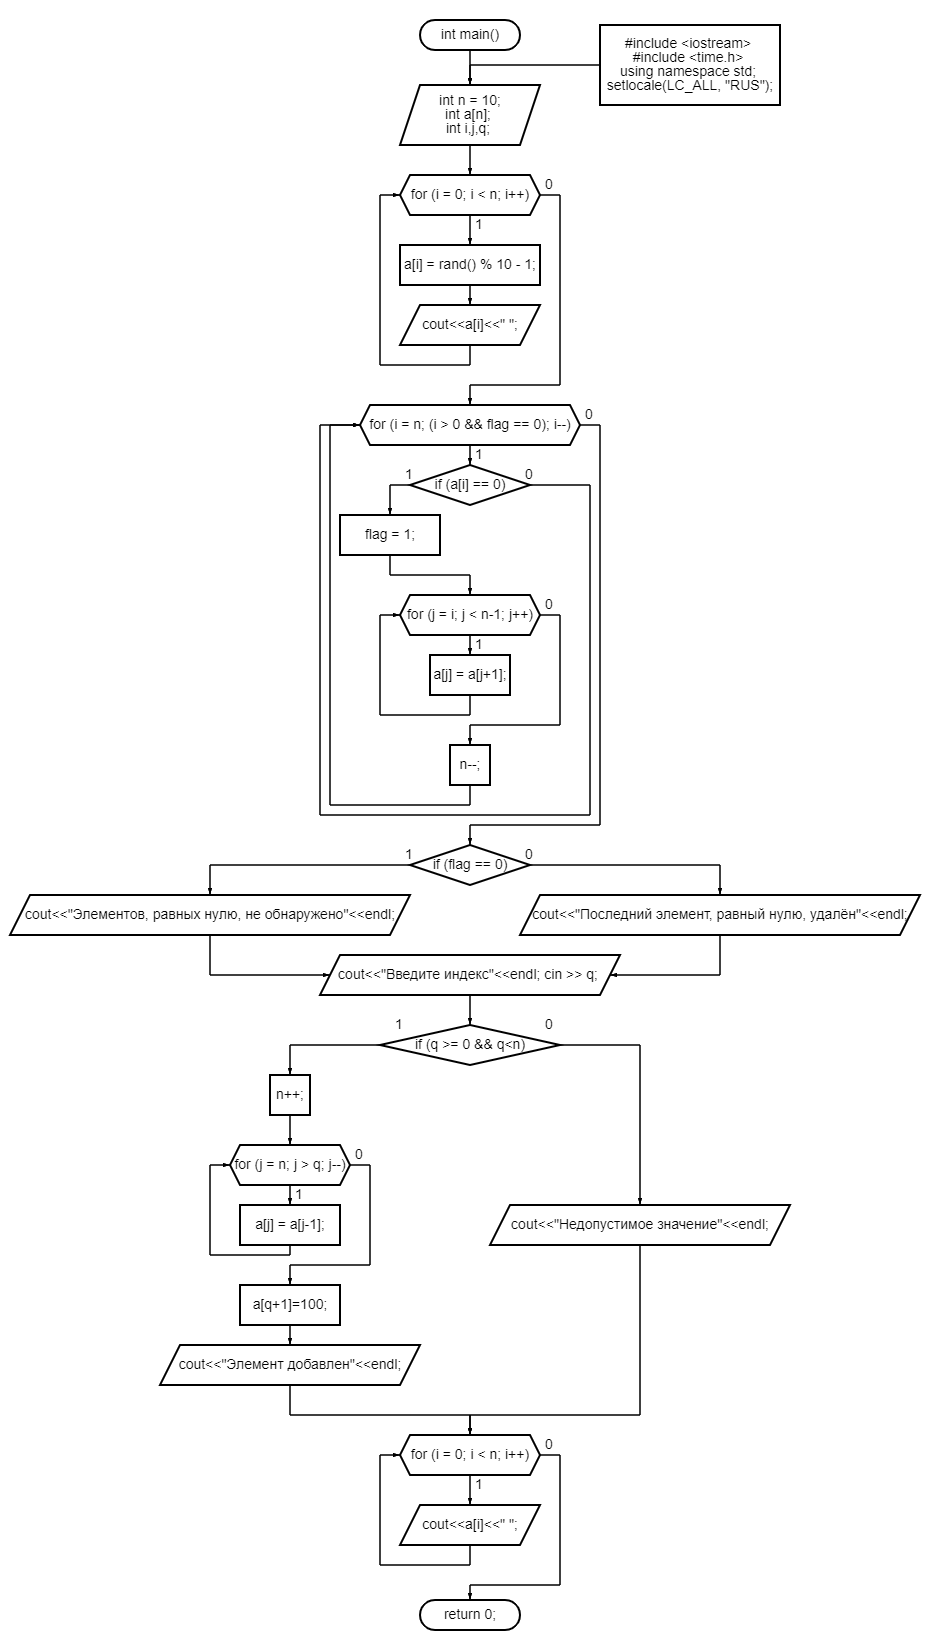 int main()
#include <iostream>
#include <time.h>
using namespace std;
setlocale(LC_ALL, "RUS");
int n = 10;
int a[n];
int i,j,q;
for (i = 0; i < n; i++)
0
1
a[i] = rand() % 10 - 1;
cout<<a[i]<<" ";
for (i = n; (i > 0 && flag == 0); i--)
0
1
1
if (a[i] == 0)
0
flag = 1;
for (j = i; j < n-1; j++)
0
1
a[j] = a[j+1];
n--;
1
if (flag == 0)
0
cout<<"Элементов, равных нулю, не обнаружено"<<endl;
cout<<"Последний элемент, равный нулю, удалён"<<endl;
cout<<"Введите индекс"<<endl; cin >> q;
1
if (q >= 0 && q<n)
0
n++;
for (j = n; j > q; j--)
0
1
a[j] = a[j-1];
cout<<"Недопустимое значение"<<endl;
a[q+1]=100;
cout<<"Элемент добавлен"<<endl;
for (i = 0; i < n; i++)
0
1
cout<<a[i]<<" ";
return 0;